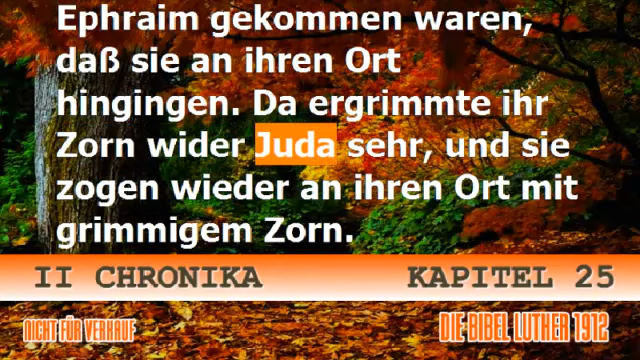 Ephraim gekommen waren,
daß sie an ihren Ort
hingingen. Da ergrimmte ihr
Zorn wider Juda sehr, und sie
zogen wieder an ihren Ort mit
grimmigem Zorn.
II CHRONIKA KAPITEL 25
NICHT FÜR VERKAUF DIE BIBEL LUTHER 1912